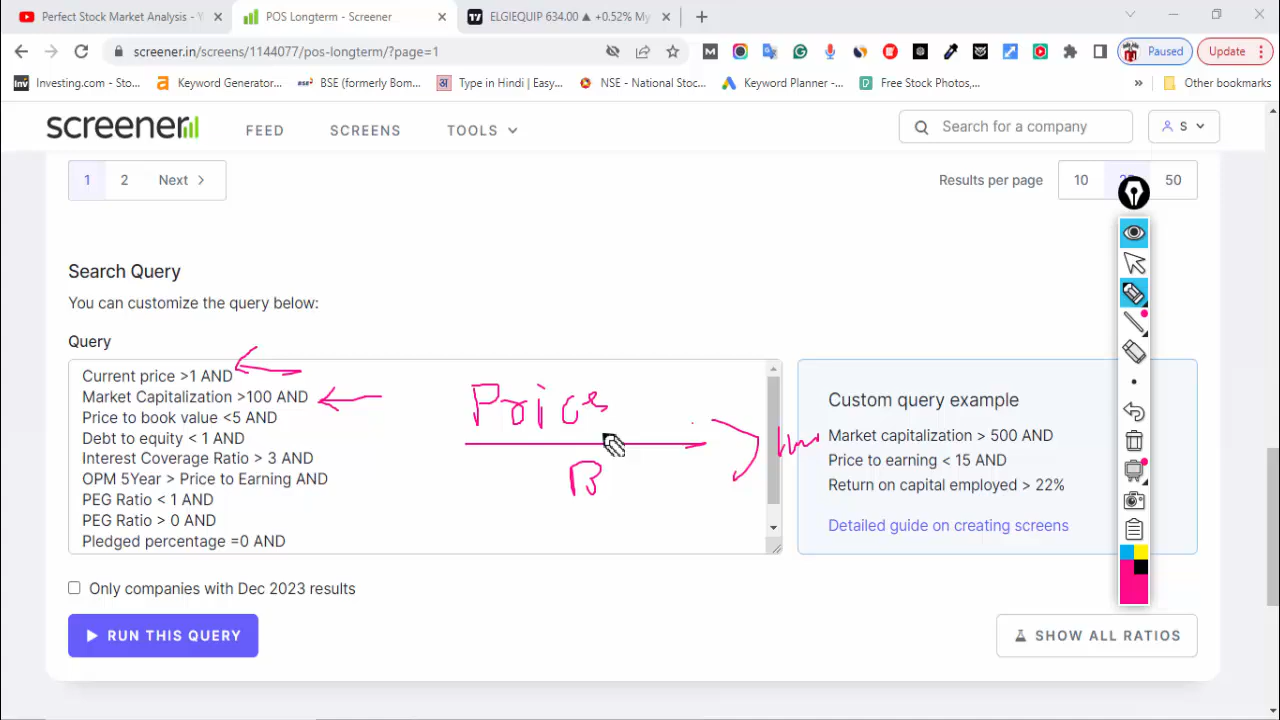 Perfect Stock Market Analysis - Y
POS Longterm - Screener
ELGIEQUIP 634.00 ▲ +0.52% My
screener.in/screens/1144077/pos-longterm/?page=1
Paused
Update
Investing.com - Sto...
Keyword Generator...
BSE (formerly Bom...
Type in Hindi | Easy...
NSE - National Stoc...
Keyword Planner -...
Free Stock Photos,...
»
Other bookmarks
screener
FEED
SCREENS
TOOLS
Search for a company
S
1
2
Next
Results per page
10
50
Search Query
You can customize the query below:
Query
Current price >1 AND
Market Capitalization >100 AND
Price to book value <5 AND
Debt to equity < 1 AND
Interest Coverage Ratio > 3 AND
OPM 5Year > Price to Earning AND
PEG Ratio < 1 AND
PEG Ratio > 0 AND
Pledged percentage =0 AND
Price
B
Custom query example
Market capitalization > 500 AND
Price to earning < 15 AND
Return on capital employed > 22%
Detailed guide on creating screens
Only companies with Dec 2023 results
RUN THIS QUERY
SHOW ALL RATIOS